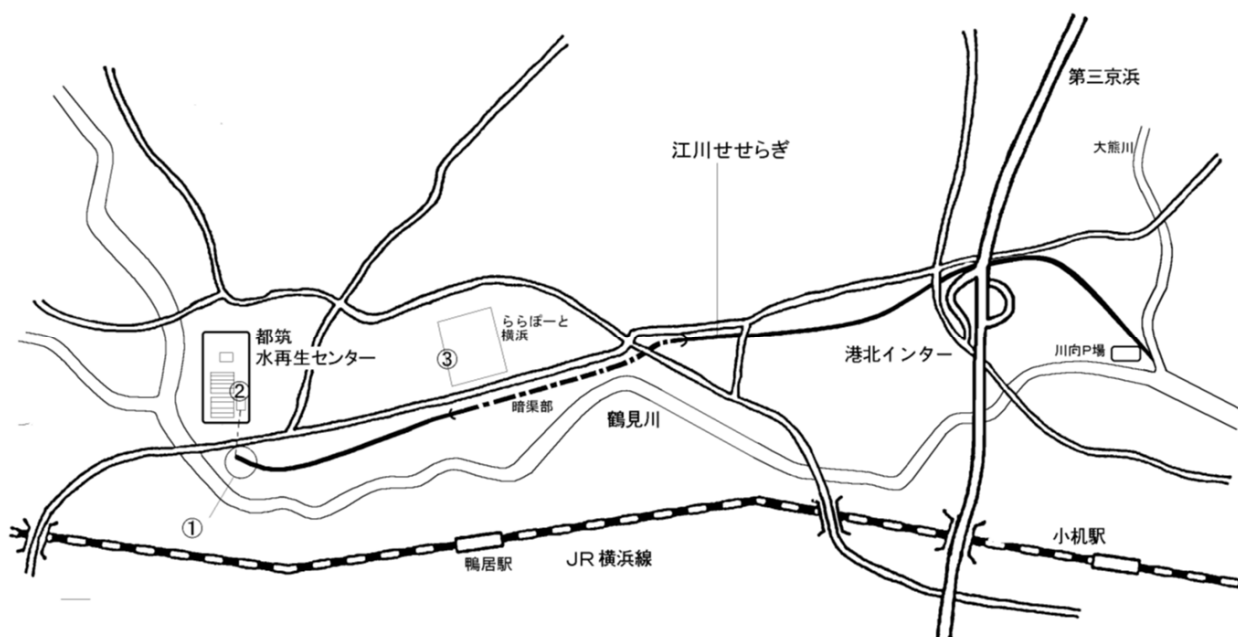 第三京浜
大熊川
江川せせらぎ
都筑
水再生センター
ららぽーと
横浜
③
②
港北インター
川向P場
暗渠部
鶴見川
①
鴨居駅
JR横浜線
小机駅